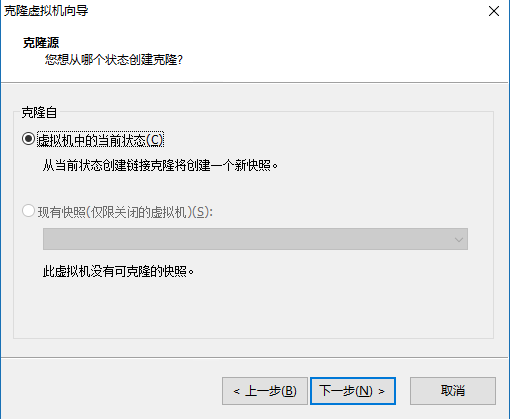 克隆虚拟机向导
克隆源
您想从哪个状态创建克隆?
克隆自
虚拟机中的当前状态(C)
从当前状态创建链接克隆将创建一个新快照。
现有快照(仅限关闭的虚拟机)(S):
此虚拟机没有可克隆的快照。
< 上一步(B) 下一步(N) > 取消